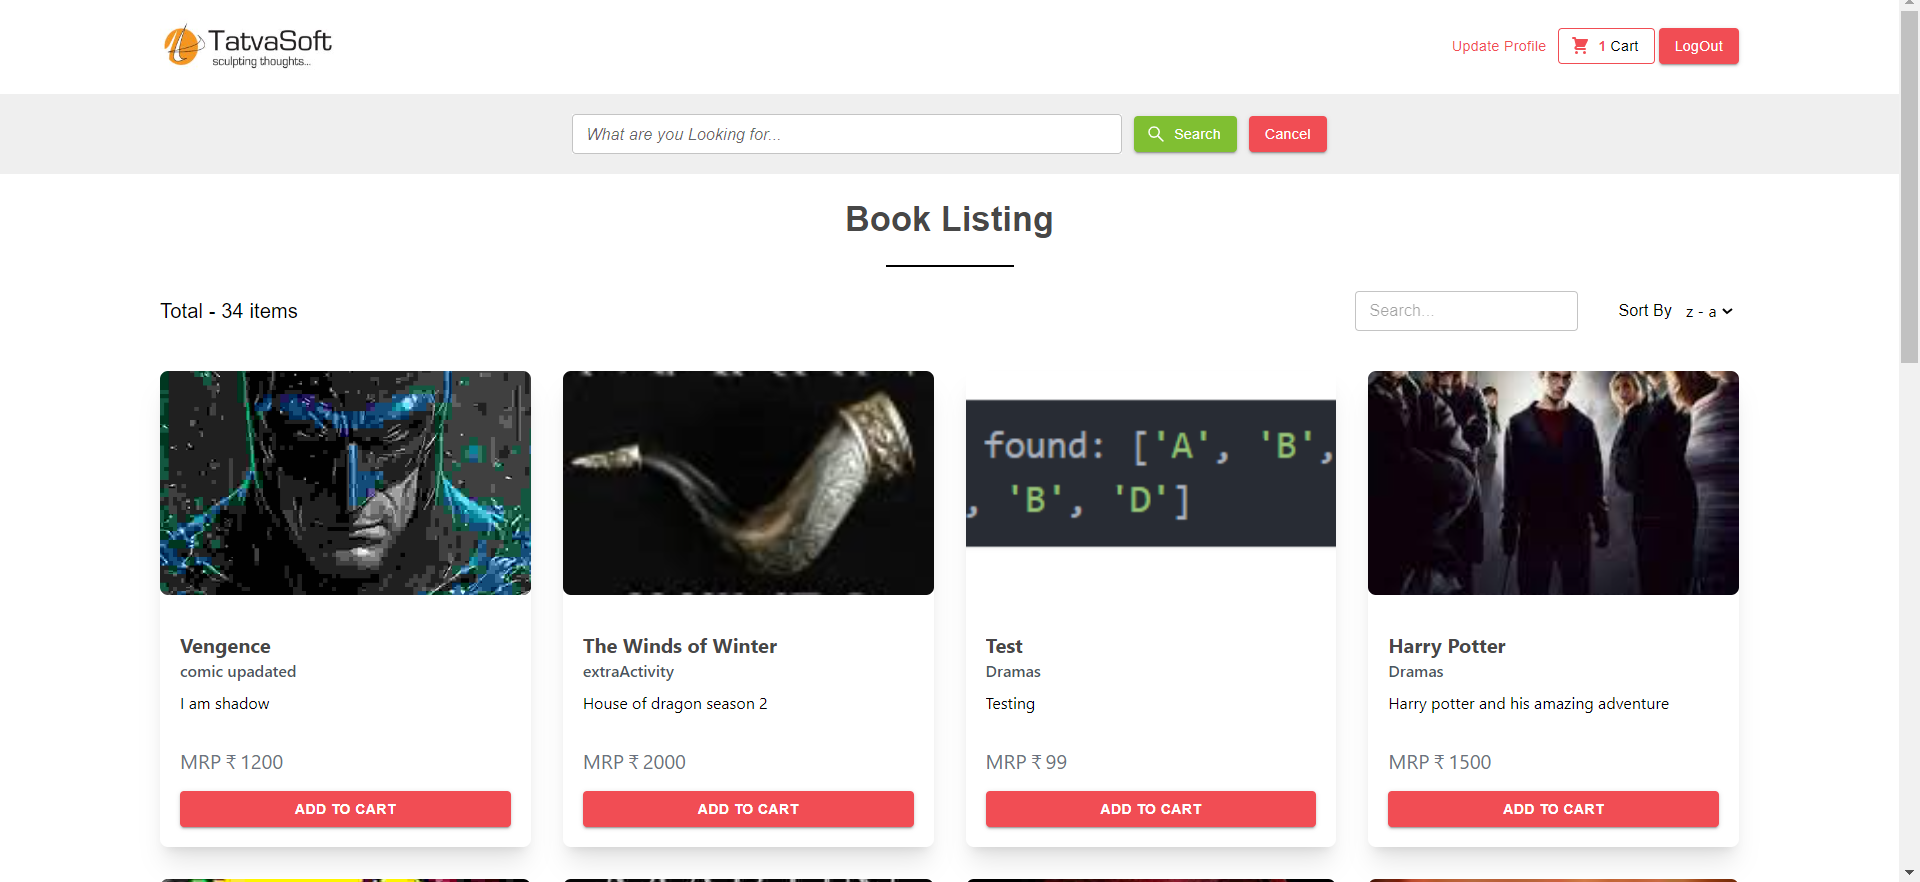 TatvaSoft
sculpting thoughts...
Update Profile
1 Cart
LogOut
What are you Looking for...
Search
Cancel
Book Listing
Total - 34 items
Search...
Sort By
z - a
found: ['A', 'B',
, 'B', 'D']
Vengence
comic upadated
I am shadow
MRP ₹ 1200
ADD TO CART
The Winds of Winter
extraActivity
House of dragon season 2
MRP ₹ 2000
ADD TO CART
Test
Dramas
Testing
MRP ₹ 99
ADD TO CART
Harry Potter
Dramas
Harry potter and his amazing adventure
MRP ₹ 1500
ADD TO CART